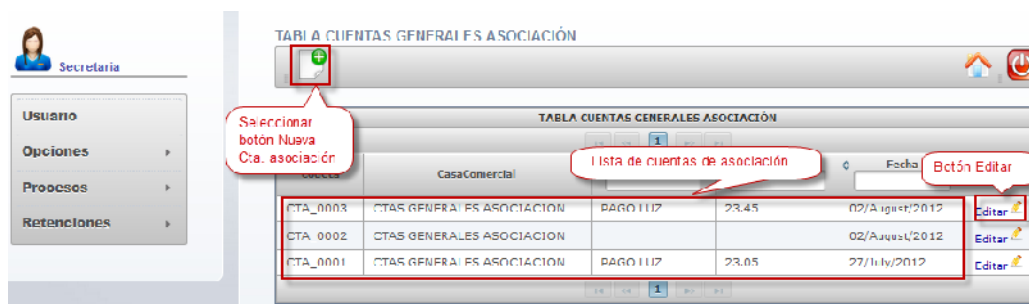 TABLA CUENTAS GENERALES ASOCIACIÓN
Secretaria
Usuario
Opciones
Procesos
Retenciones
Seleccionar
botón Nueva
Cta. asociación
TABLA CUENTAS GENERALES ASOCIACIÓN
1
Lista de cuentas de asociación
Botón Editar
CasaComercial
Fecha
CTA_0003 CTAS GENERALES ASOCIACION PAGO LUZ 23.45 02/August/2012 Editar
CTA_0002 CTAS GENERALES ASOCIACION 02/August/2012 Editar
CTA_0001 CTAS GENERALES ASOCIACION PAGO LUZ 23.05 27/July/2012 Editar
1